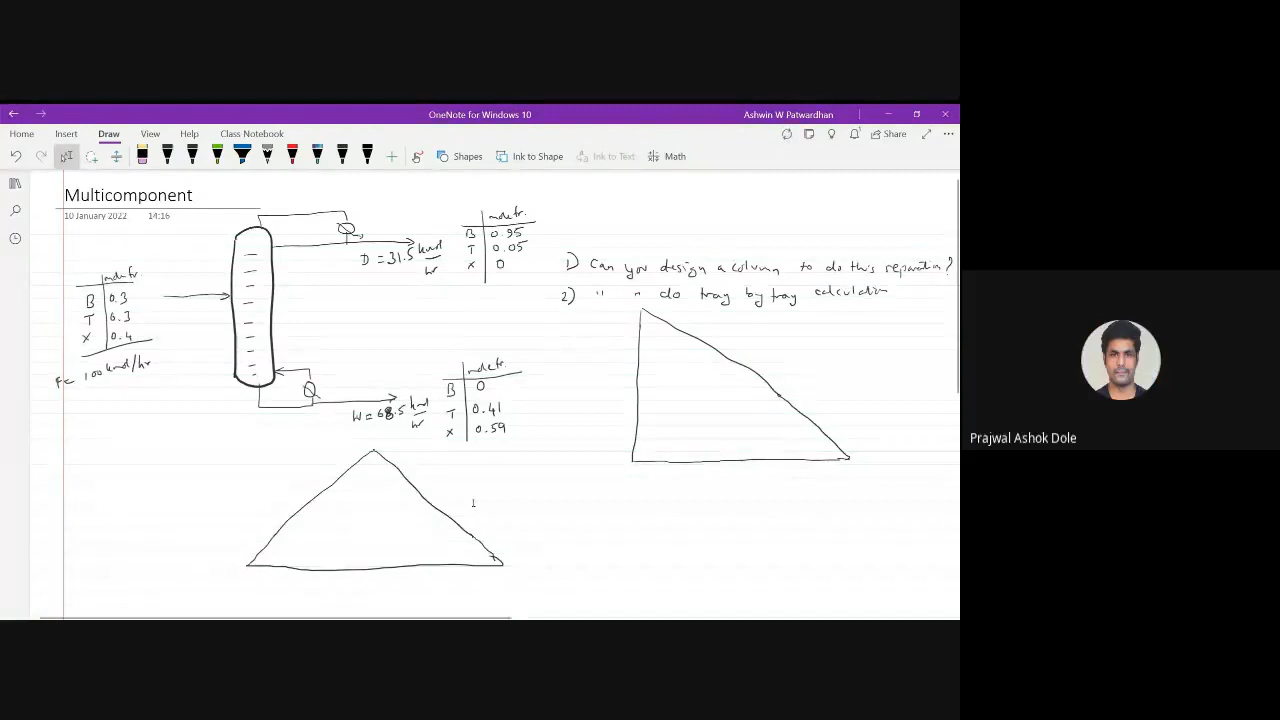 OneNote for Windows 10
Ashwin W Patwardhan
Home Insert Draw View Help Class Notebook
Share
Shapes Ink to Shape Ink to Text Math
Multicomponent
10 January 2022 14:16
mole fr.
B 0.3
T 0.3
X 0.4
F = 100 kmol/hr
D = 31.5 kmol/hr
mole fr.
B 0.95
T 0.05
X 0
W = 68.5 kmol/hr
mole fr.
B 0
T 0.41
X 0.59
1) Can you design a column to do this separation?
2) " " do tray by tray calculation
Prajwal Ashok Dole